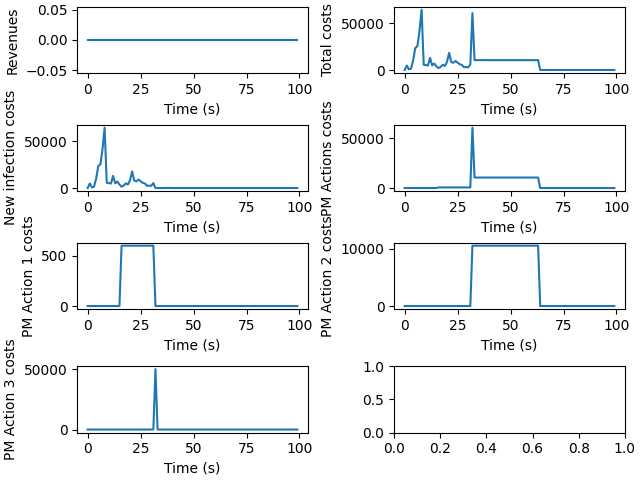 Revenues
0.05
0.00
−0.05
0 25 50 75 100
Time (s)
Total costs
50000
0
0 25 50 75 100
Time (s)
New infection costs
50000
0
0 25 50 75 100
Time (s)
PM Actions costs
50000
0
0 25 50 75 100
Time (s)
PM Action 1 costs
500
0
0 25 50 75 100
Time (s)
PM Action 2 costs
10000
0
0 25 50 75 100
Time (s)
PM Action 3 costs
50000
0
0 25 50 75 100
Time (s)
1.0
0.5
0.0
0.0 0.2 0.4 0.6 0.8 1.0